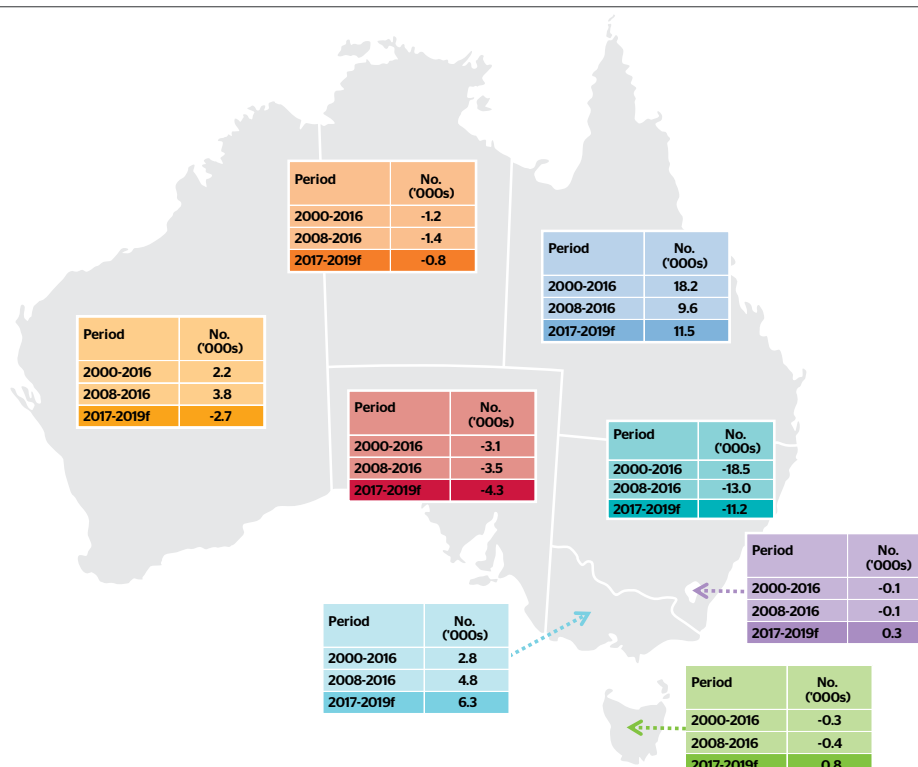 Period No. ('000s)
2000-2016 -1.2
2008-2016 -1.4
2017-2019f -0.8
Period No. ('000s)
2000-2016 18.2
2008-2016 9.6
2017-2019f 11.5
Period No. ('000s)
2000-2016 2.2
2008-2016 3.8
2017-2019f -2.7
Period No. ('000s)
2000-2016 -3.1
2008-2016 -3.5
2017-2019f -4.3
Period No. ('000s)
2000-2016 -18.5
2008-2016 -13.0
2017-2019f -11.2
Period No. ('000s)
2000-2016 -0.1
2008-2016 -0.1
2017-2019f 0.3
Period No. ('000s)
2000-2016 2.8
2008-2016 4.8
2017-2019f 6.3
Period No. ('000s)
2000-2016 -0.3
2008-2016 -0.4
2017-2019f 0.8